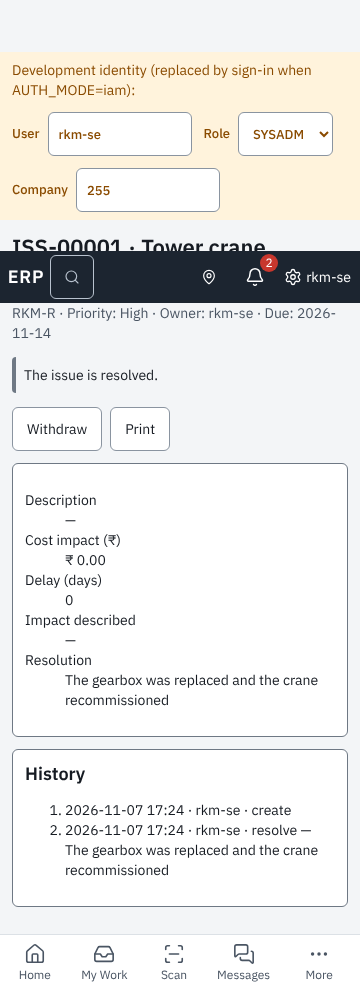 Development identity (replaced by sign-in when
AUTH_MODE=iam):
User rkm-se Role SYSADM
Company 255
ISS-00001 · Tower crane
ERP 2 rkm-se
RKM-R · Priority: High · Owner: rkm-se · Due: 2026-
11-14
The issue is resolved.
Withdraw Print
Description
—
Cost impact (₹)
₹ 0.00
Delay (days)
0
Impact described
—
Resolution
The gearbox was replaced and the crane
recommissioned
History
1. 2026-11-07 17:24 · rkm-se · create
2. 2026-11-07 17:24 · rkm-se · resolve —
The gearbox was replaced and the crane
recommissioned
Home My Work Scan Messages More